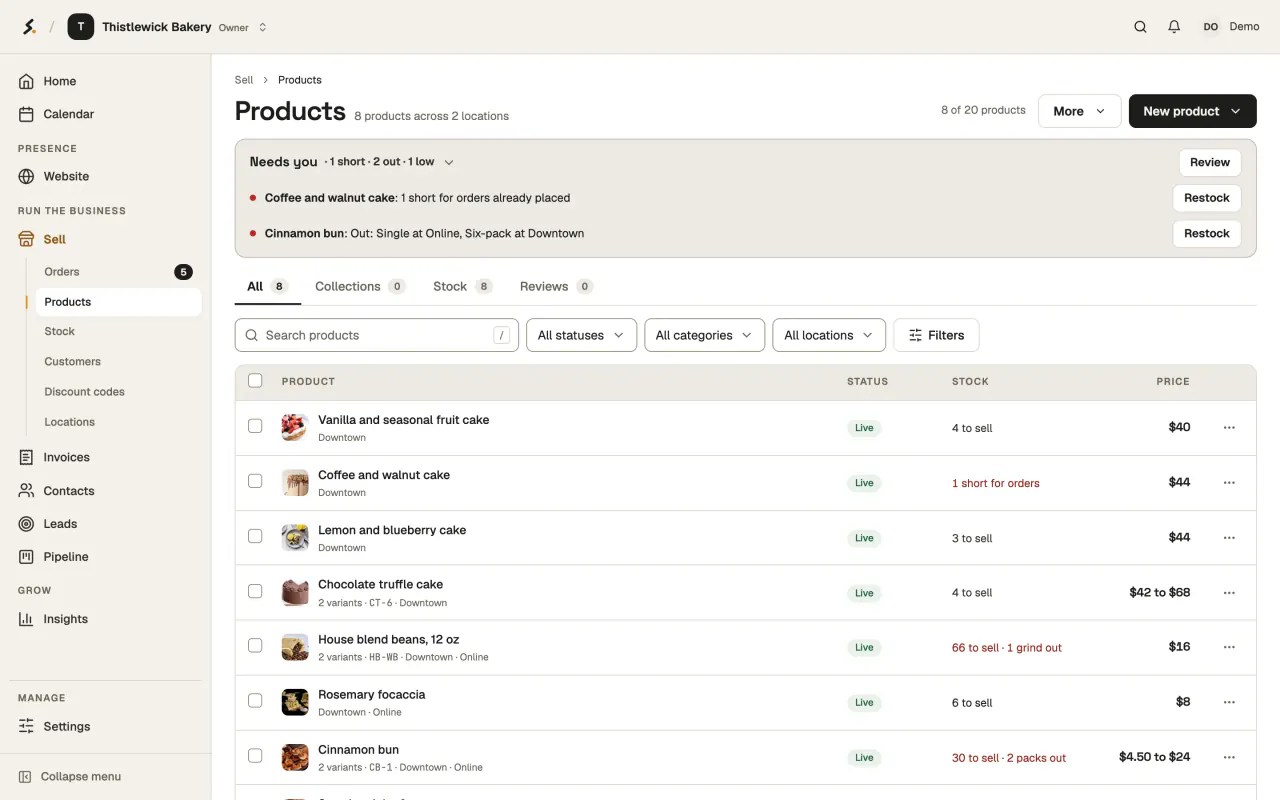 / T Thistlewick Bakery Owner
DO Demo
Home
Calendar
PRESENCE
Website
RUN THE BUSINESS
Sell
Orders 5
Products
Stock
Customers
Discount codes
Locations
Invoices
Contacts
Leads
Pipeline
GROW
Insights
MANAGE
Settings
Collapse menu
Sell Products
Products 8 products across 2 locations
8 of 20 products More New product
Needs you · 1 short · 2 out · 1 low Review
Coffee and walnut cake: 1 short for orders already placed Restock
Cinnamon bun: Out: Single at Online, Six-pack at Downtown Restock
All 8 Collections 0 Stock 8 Reviews 0
Search products / All statuses All categories All locations Filters
PRODUCT STATUS STOCK PRICE
Vanilla and seasonal fruit cake
Downtown
Live 4 to sell $40
Coffee and walnut cake
Downtown
Live 1 short for orders $44
Lemon and blueberry cake
Downtown
Live 3 to sell $44
Chocolate truffle cake
2 variants · CT-6 · Downtown
Live 4 to sell $42 to $68
House blend beans, 12 oz
2 variants · HB-WB · Downtown · Online
Live 66 to sell · 1 grind out $16
Rosemary focaccia
Downtown · Online
Live 6 to sell $8
Cinnamon bun
2 variants · CB-1 · Downtown · Online
Live 30 to sell · 2 packs out $4.50 to $24